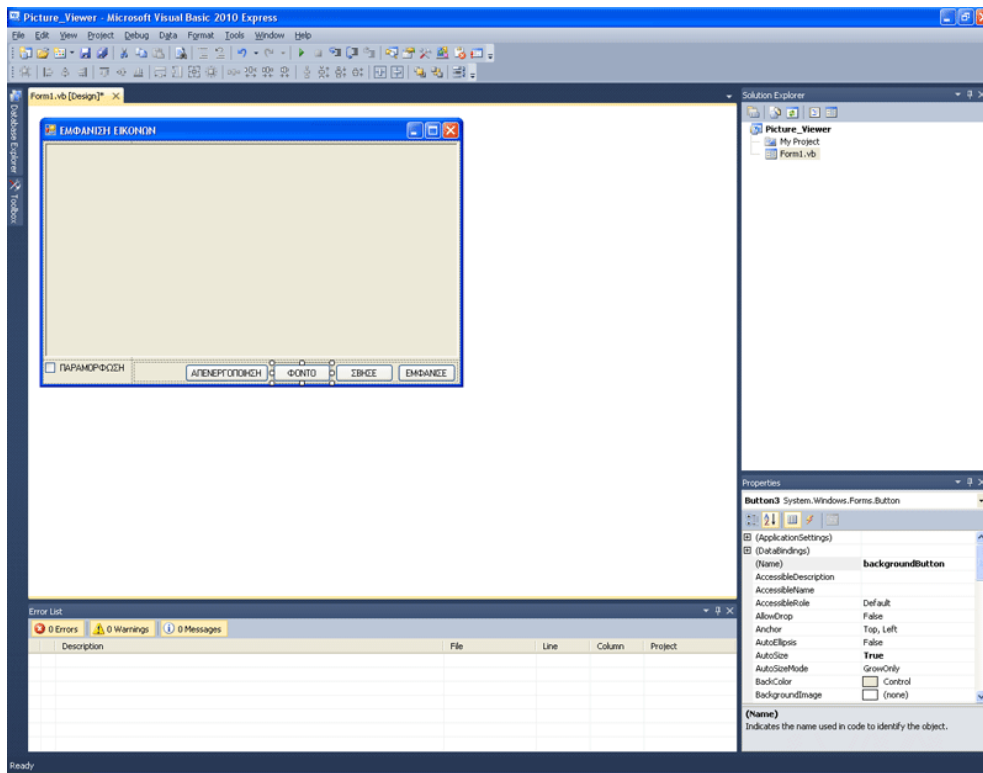 Picture_Viewer - Microsoft Visual Basic 2010 Express
File Edit View Project Debug Data Format Tools Window Help
Form1.vb [Design]* X
Database Explorer
Toolbox
ΕΜΦΑΝΙΣΗ ΕΙΚΟΝΩΝ
ΠΑΡΑΜΟΡΦΩΣΗ
ΑΠΕΝΕΡΓΟΠΟΙΗΣΗ ΦΟΝΤΟ ΣΒΗΣΕ ΕΜΦΑΝΙΣΕ
Error List
0 Errors 0 Warnings 0 Messages
Description File Line Column Project
Solution Explorer
Picture_Viewer
My Project
Form1.vb
Properties
Button3 System.Windows.Forms.Button
(ApplicationSettings)
(DataBindings)
(Name) backgroundButton
AccessibleDescription
AccessibleName
AccessibleRole Default
AllowDrop False
Anchor Top, Left
AutoEllipsis False
AutoSize True
AutoSizeMode GrowOnly
BackColor Control
BackgroundImage (none)
(Name)
Indicates the name used in code to identify the object.
Ready